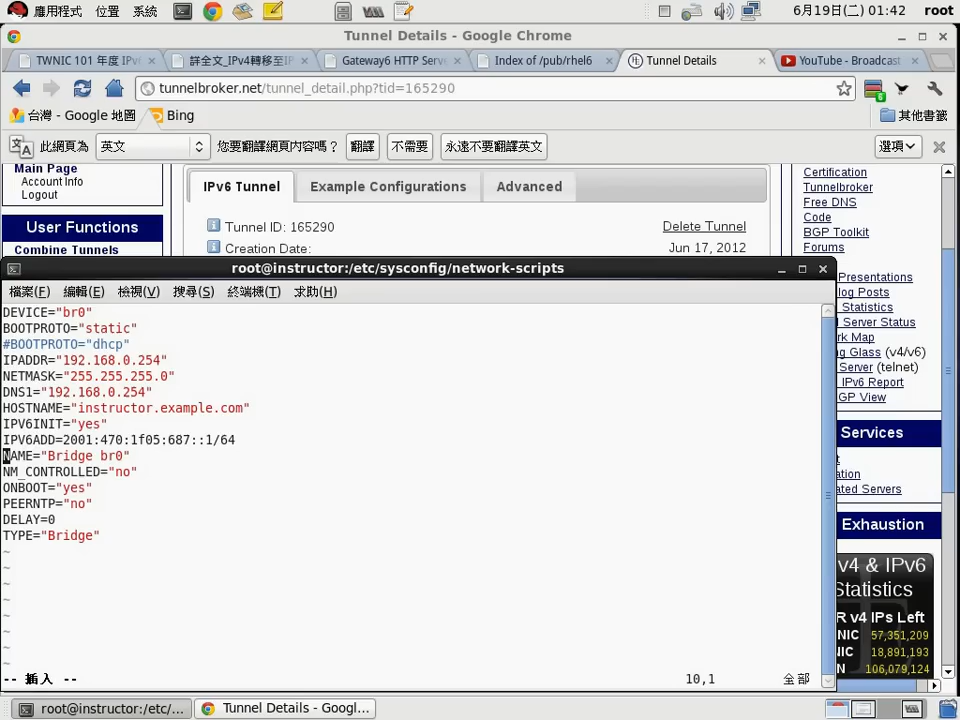 應用程式 位置 系統 6月19日(二) 01:42 root
Tunnel Details - Google Chrome
TWNIC 101 年度 IPv 詳全文_IPv4轉移至IP Gateway6 HTTP Serve Index of /pub/rhel6 Tunnel Details YouTube - Broadcast
tunnelbroker.net/tunnel_detail.php?tid=165290
台灣 - Google 地圖 Bing 其他書籤
此網頁為 英文 您要翻譯網頁內容嗎？ 翻譯 不需要 永遠不要翻譯英文 選項
Main Page
Account Info
Logout
User Functions
Combine Tunnels
IPv6 Tunnel Example Configurations Advanced
Tunnel ID: 165290 Delete Tunnel
Creation Date: Jun 17, 2012
Certification
Tunnelbroker
Free DNS
Code
BGP Toolkit
Forums
Presentations
log Posts
Statistics
d Server Status
rk Map
ng Glass (v4/v6)
Server (telnet)
IPv6 Report
GP View
Services
ation
ated Servers
Exhaustion
v4 & IPv6
Statistics
R v4 IPs Left
NIC 57,351,209
NIC 18,891,193
N 106,079,124
root@instructor:/etc/sysconfig/network-scripts
檔案(F) 編輯(E) 檢視(V) 搜尋(S) 終端機(T) 求助(H)
DEVICE="br0"
BOOTPROTO="static"
#BOOTPROTO="dhcp"
IPADDR="192.168.0.254"
NETMASK="255.255.255.0"
DNS1="192.168.0.254"
HOSTNAME="instructor.example.com"
IPV6INIT="yes"
IPV6ADD=2001:470:1f05:687::1/64
NAME="Bridge br0"
NM_CONTROLLED="no"
ONBOOT="yes"
PEERNTP="no"
DELAY=0
TYPE="Bridge"
~
~
~
~
~
~
~
~
-- 插入 -- 10,1 全部
root@instructor:/etc/... Tunnel Details - Googl...